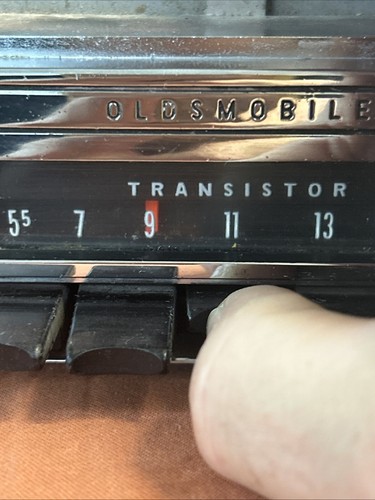 OLDSMOBILE
TRANSISTOR
55 7 9 11 13